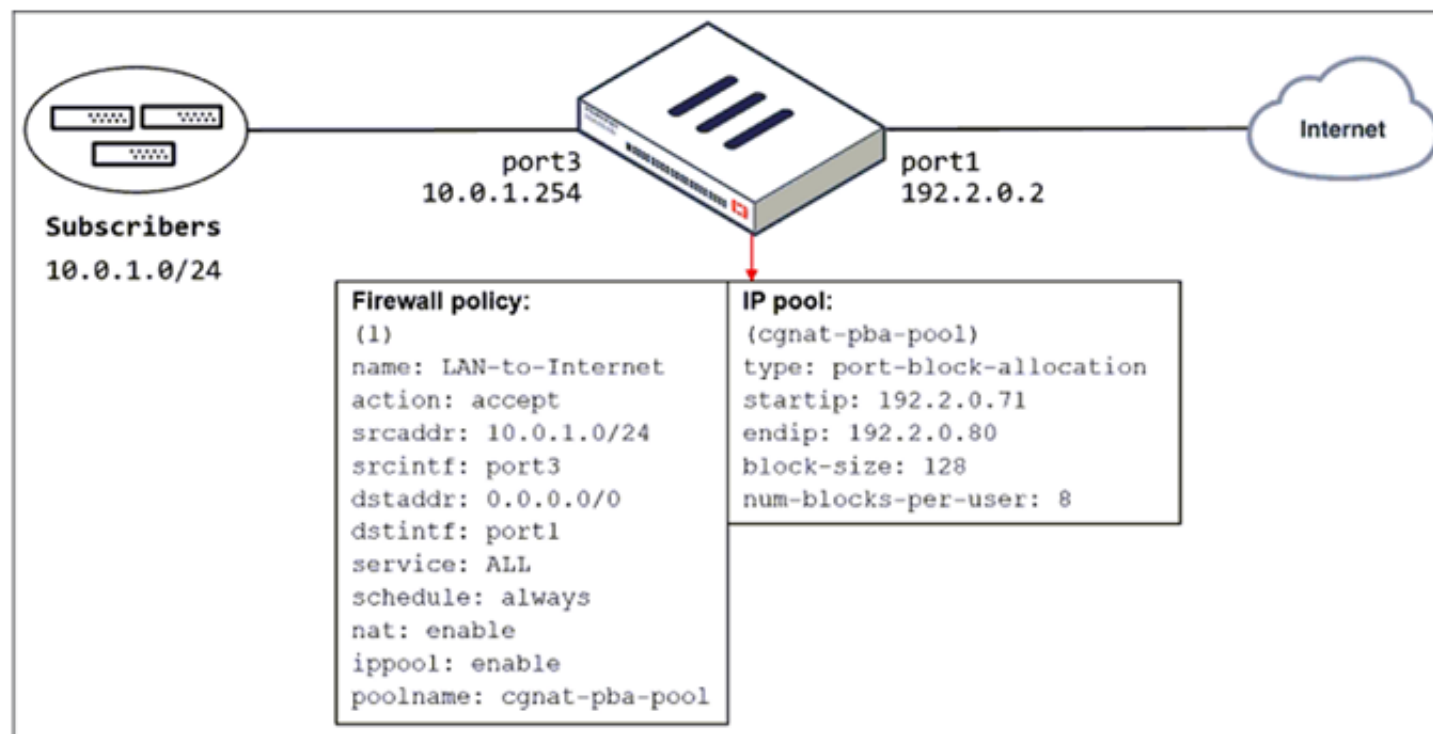 port3
10.0.1.254
port1
192.2.0.2
Internet
Subscribers
10.0.1.0/24
Firewall policy:
(1)
name: LAN-to-Internet
action: accept
srcaddr: 10.0.1.0/24
srcintf: port3
dstaddr: 0.0.0.0/0
dstintf: port1
service: ALL
schedule: always
nat: enable
ippool: enable
poolname: cgnat-pba-pool
IP pool:
(cgnat-pba-pool)
type: port-block-allocation
startip: 192.2.0.71
endip: 192.2.0.80
block-size: 128
num-blocks-per-user: 8